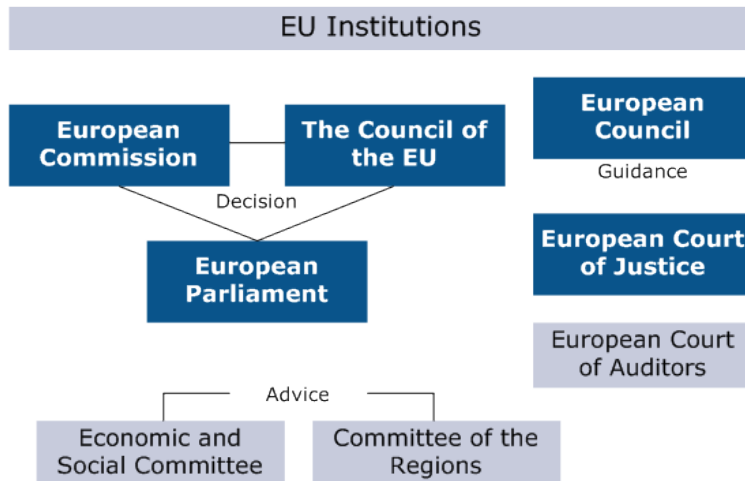 EU Institutions
European
Commission
The Council of
the EU
Decision
European
Parliament
European
Council
Guidance
European Court
of Justice
European Court
of Auditors
Advice
Economic and
Social Committee
Committee of the
Regions